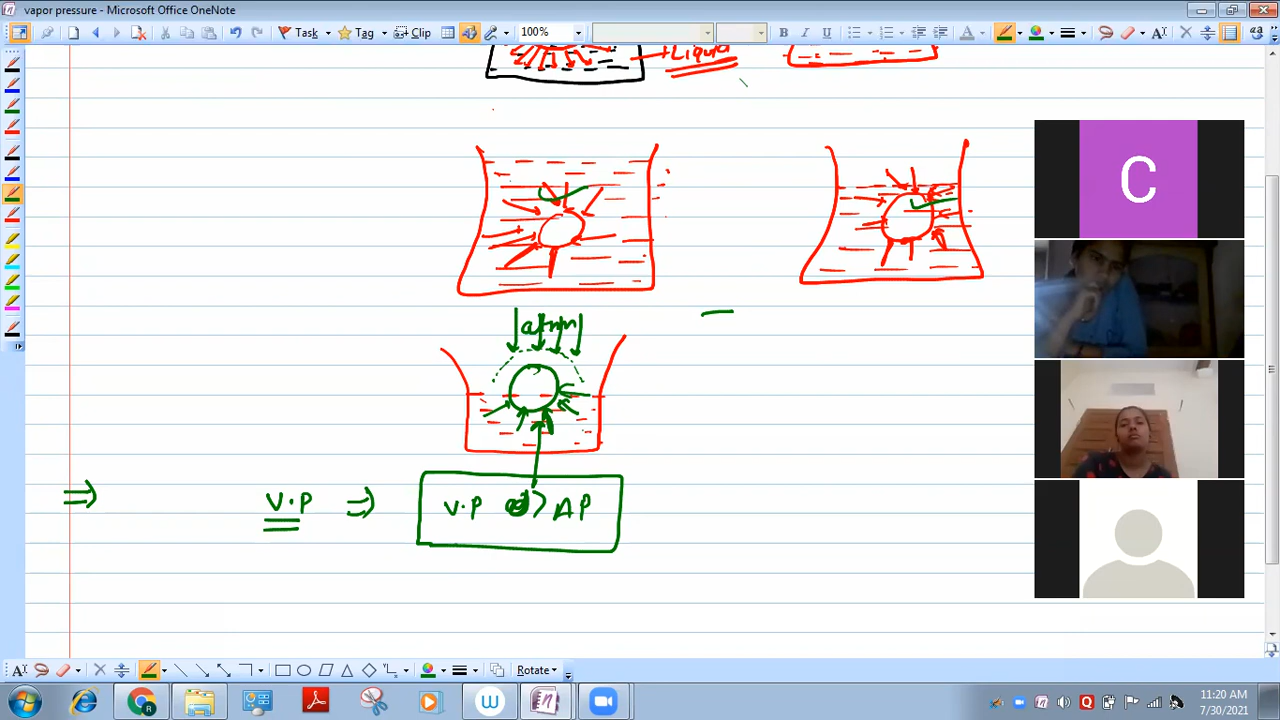 vapor pressure - Microsoft Office OneNote
Task
Tag
Clip
100%
B I U
A
Liquid
C
atm
V.P ⇒ V.P > AP
Rotate
11:20 AM
7/30/2021